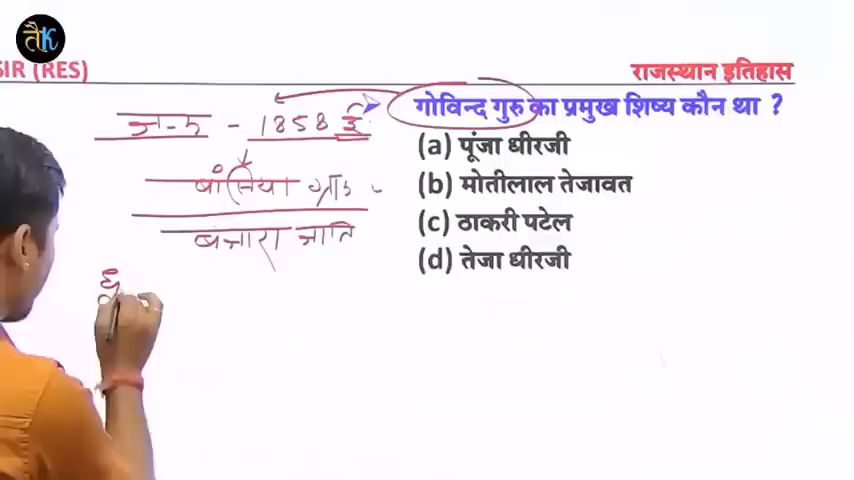 तैK
SIR (RES)
राजस्थान इतिहास
जन्म - 1858 ई.
बांसिया ग्राम
बन्जारा जाति
गोविन्द गुरु का प्रमुख शिष्य कौन था ?
(a) पूंजा धीरजी
(b) मोतीलाल तेजावत
(c) ठाकरी पटेल
(d) तेजा धीरजी